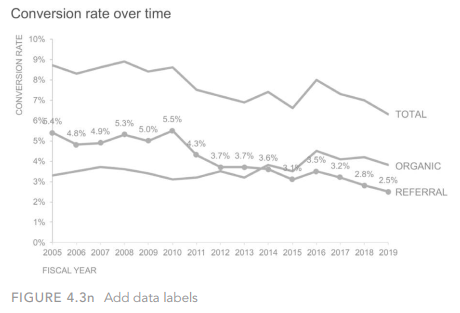 Conversion rate over time
CONVERSION RATE
10%
9%
8%
7%
6%
5%
4%
3%
2%
1%
0%
5.4% 4.8% 4.9% 5.3% 5.0% 5.5% 4.3% 3.7% 3.7% 3.6% 3.1% 3.5% 3.2% 2.8% 2.5%
TOTAL
ORGANIC
REFERRAL
2005 2006 2007 2008 2009 2010 2011 2012 2013 2014 2015 2016 2017 2018 2019
FISCAL YEAR
FIGURE 4.3n Add data labels